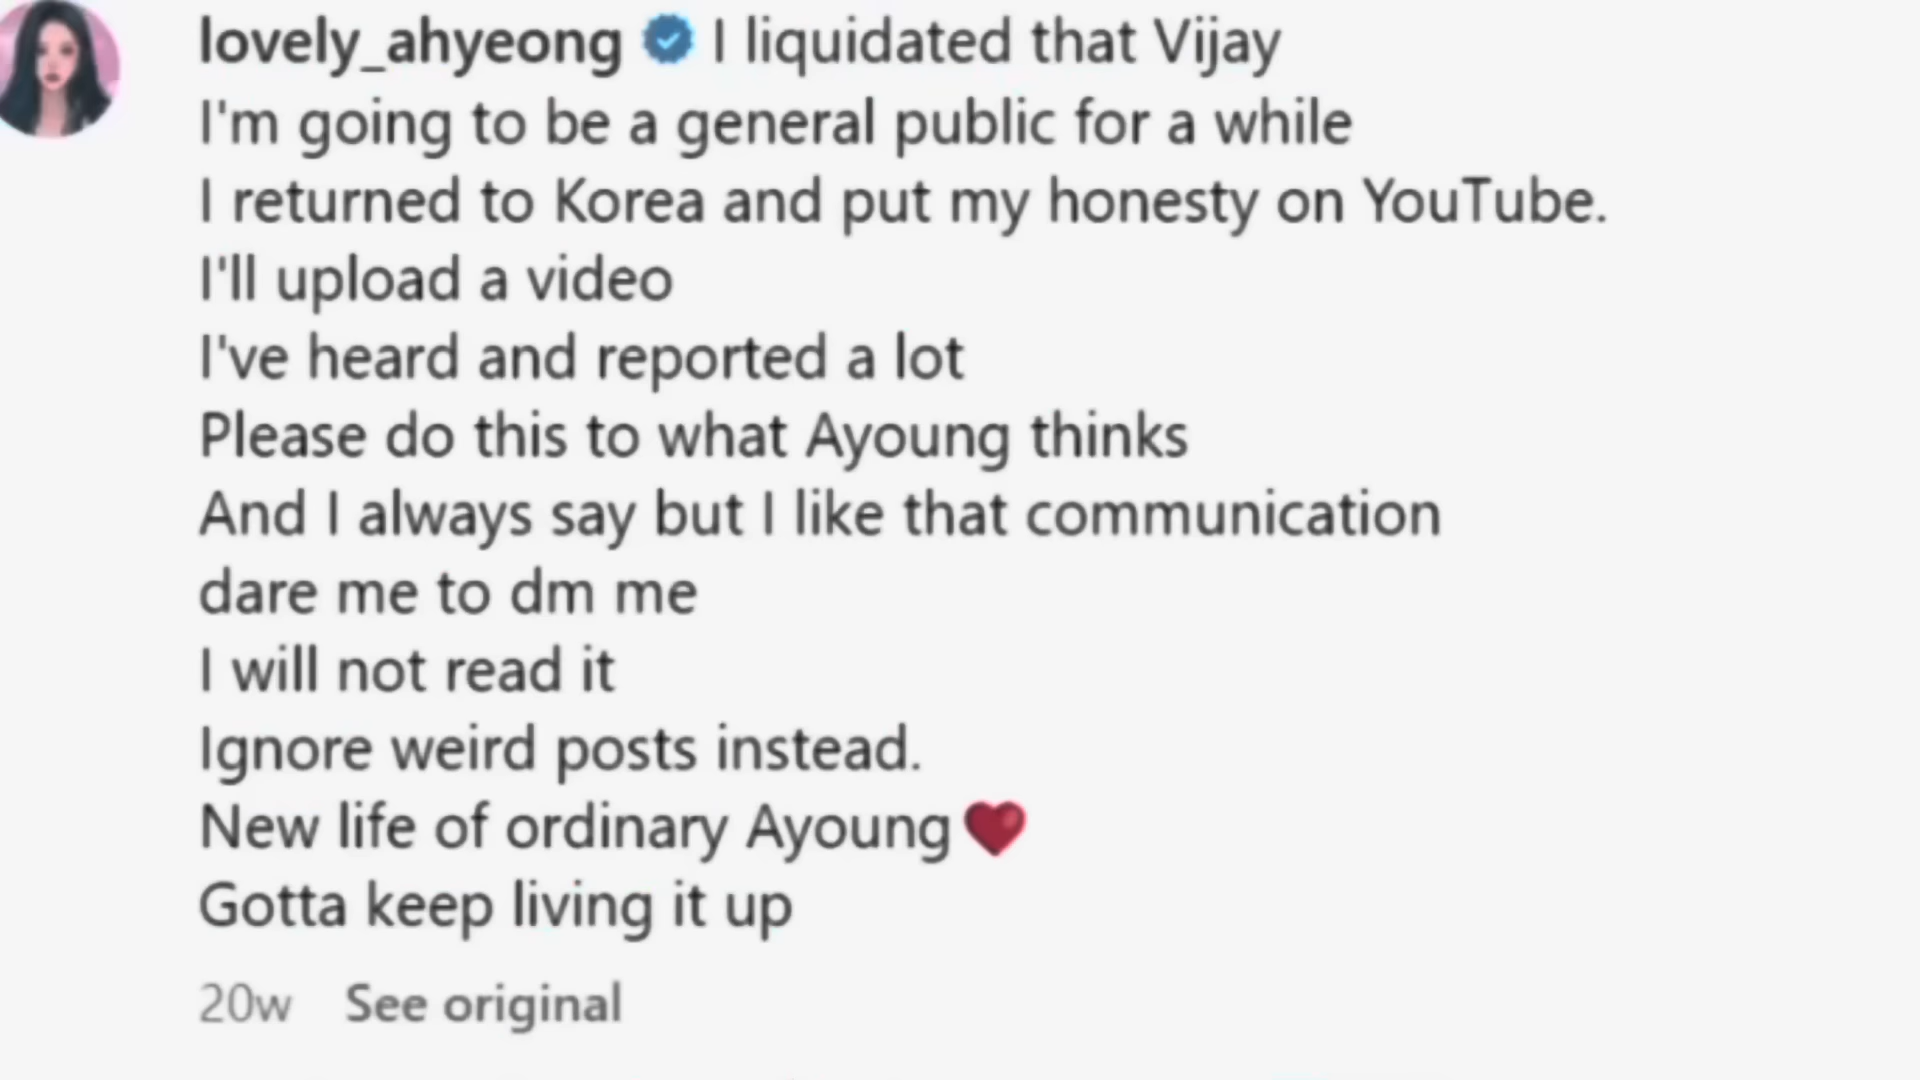 lovely_ahyeong I liquidated that Vijay
I'm going to be a general public for a while
I returned to Korea and put my honesty on YouTube.
I'll upload a video
I've heard and reported a lot
Please do this to what Ayoung thinks
And I always say but I like that communication
dare me to dm me
I will not read it
Ignore weird posts instead.
New life of ordinary Ayoung❤️
Gotta keep living it up
20w See original